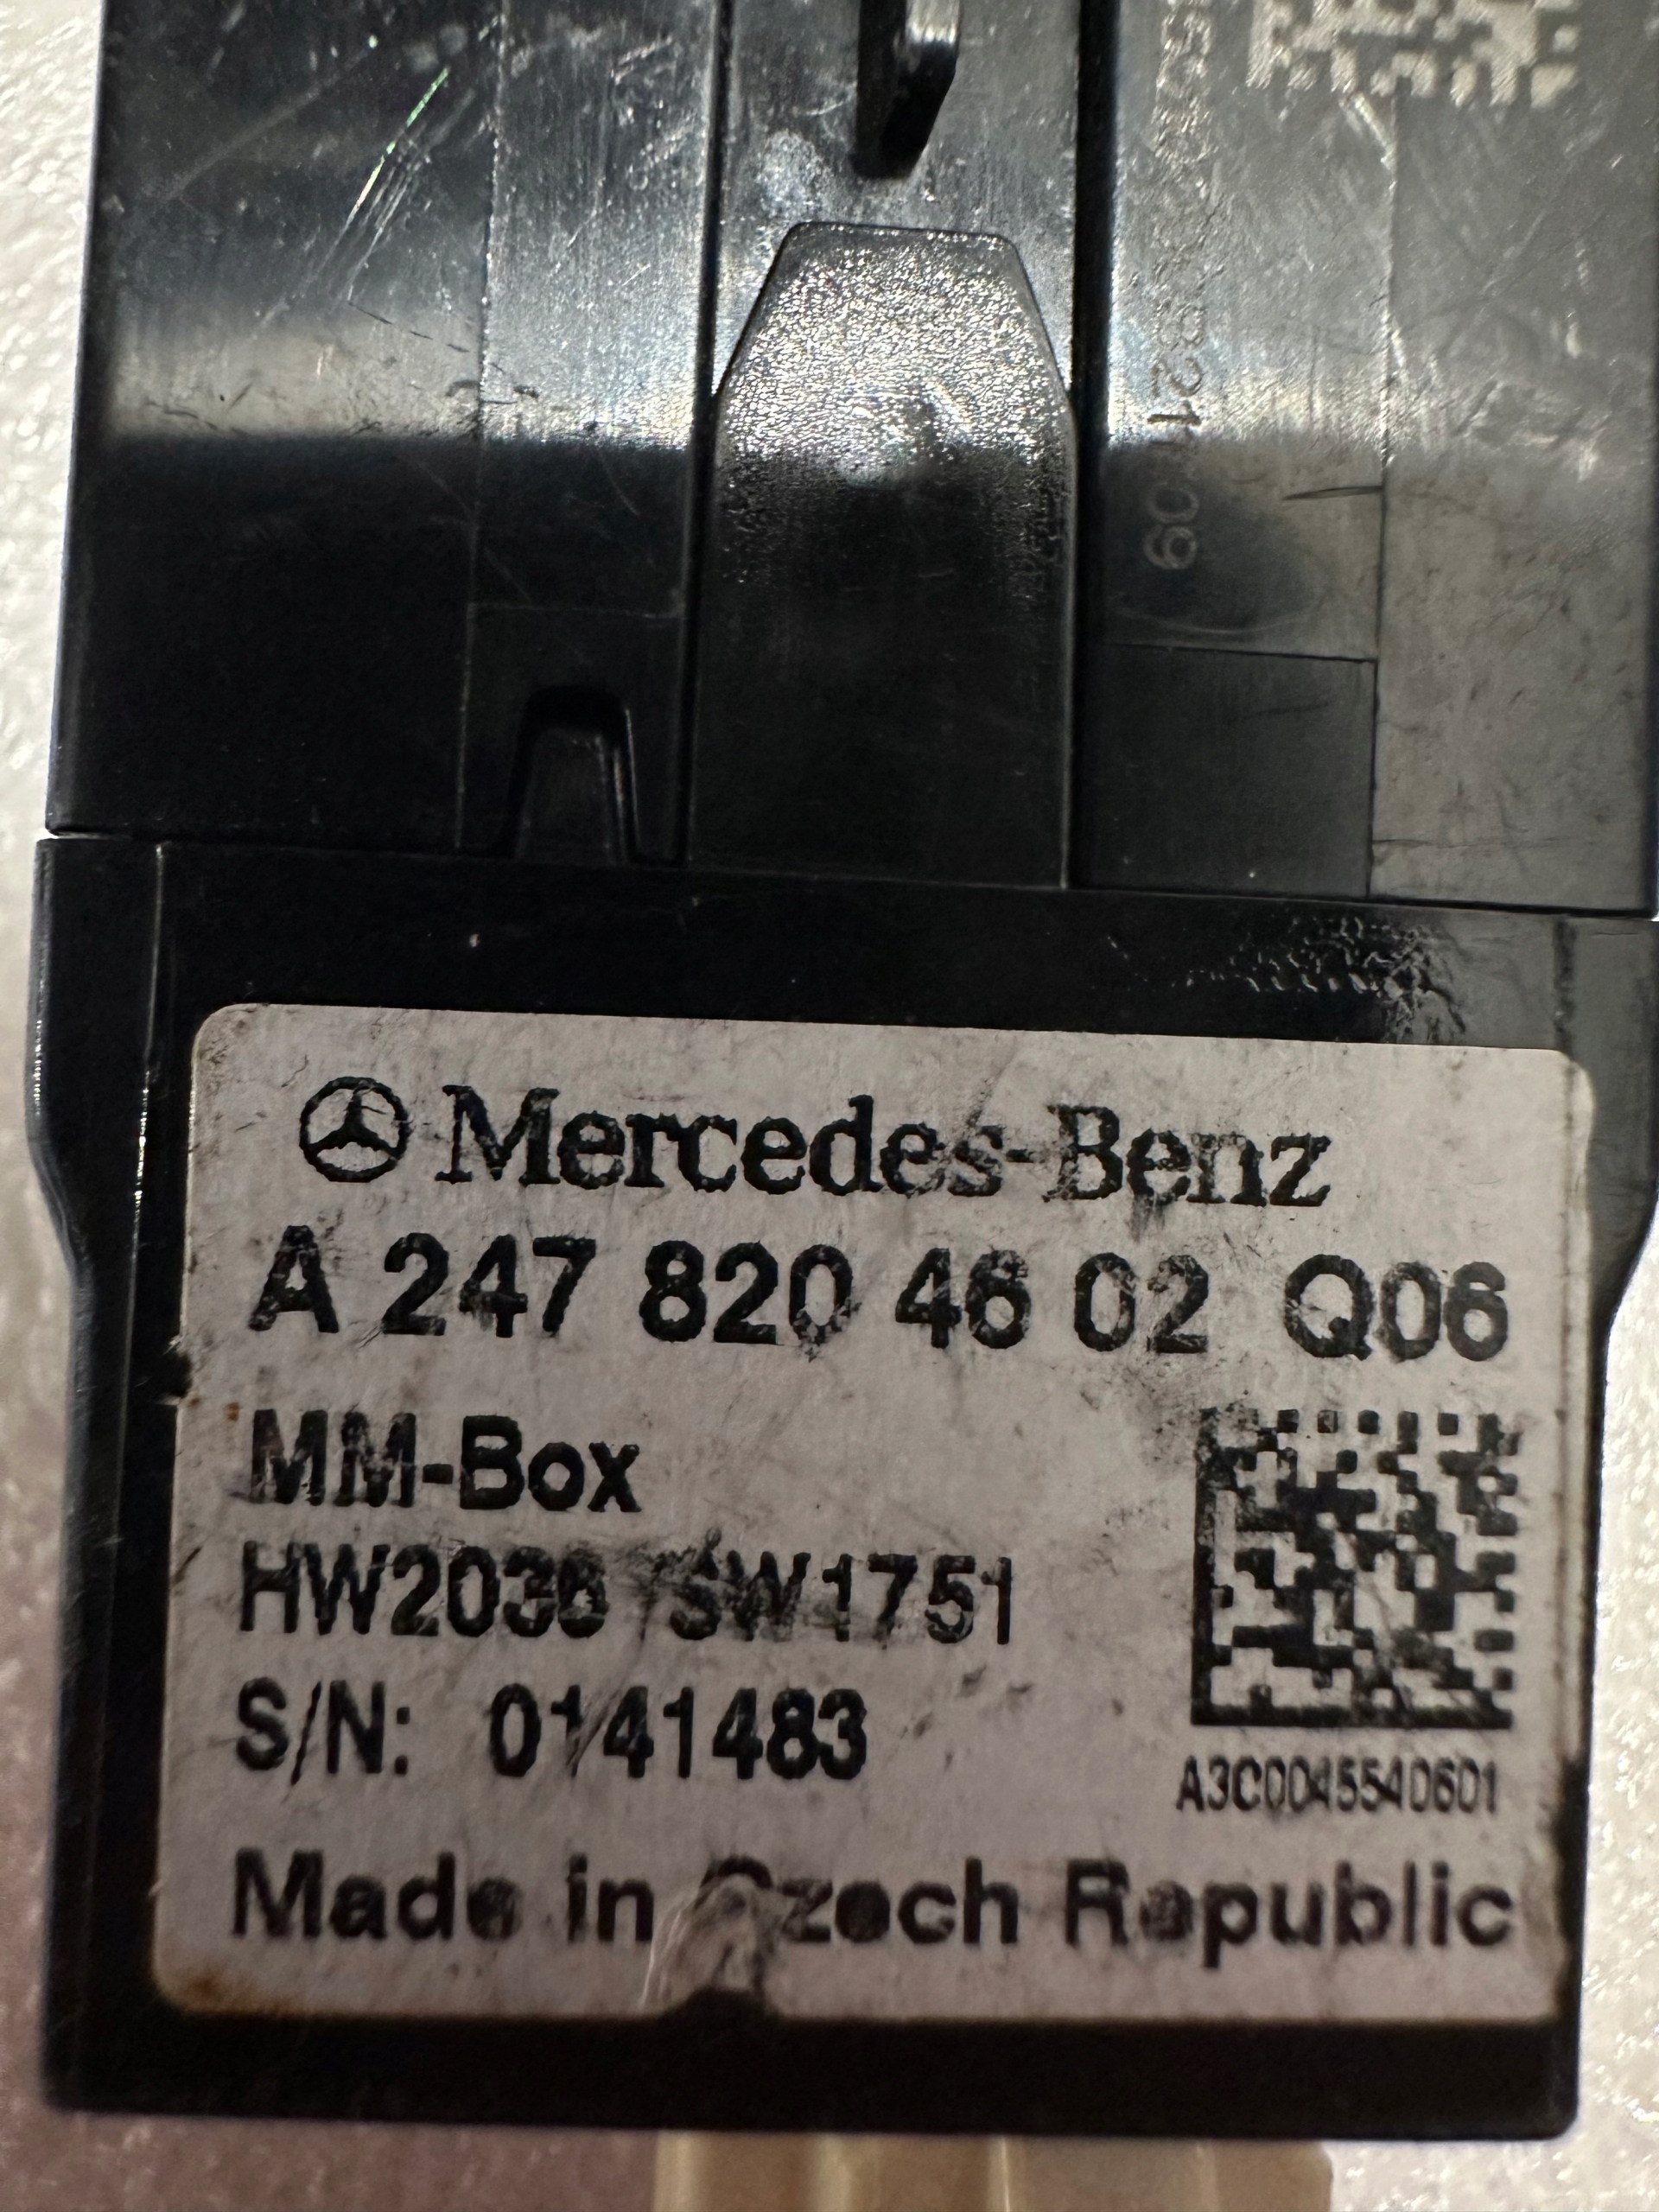 Mercedes-Benz
A 247 820 46 02 Q06
MM-Box
HW2036 SW1751
S/N: 0141483
A3C0045540601
Made in Czech Republic